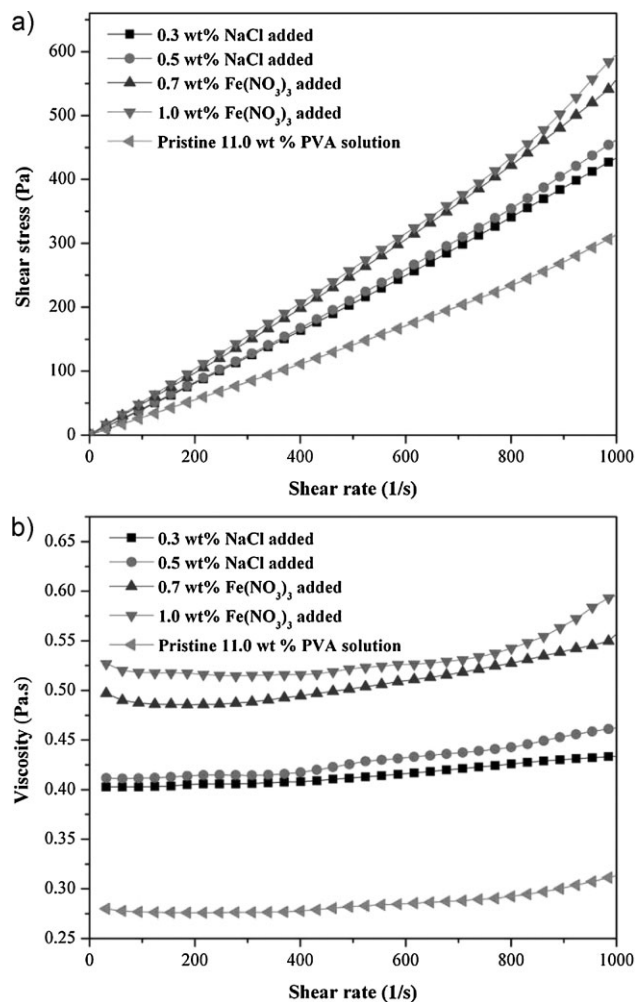 a)
600
500
400
300
200
100
0
Shear stress (Pa)
0.3 wt% NaCl added
0.5 wt% NaCl added
0.7 wt% Fe(NO₃)₃ added
1.0 wt% Fe(NO₃)₃ added
Pristine 11.0 wt % PVA solution
0 200 400 600 800 1000
Shear rate (1/s)
b)
0.65
0.60
0.55
0.50
0.45
0.40
0.35
0.30
0.25
Viscosity (Pa.s)
0.3 wt% NaCl added
0.5 wt% NaCl added
0.7 wt% Fe(NO₃)₃ added
1.0 wt% Fe(NO₃)₃ added
Pristine 11.0 wt % PVA solution
0 200 400 600 800 1000
Shear rate (1/s)